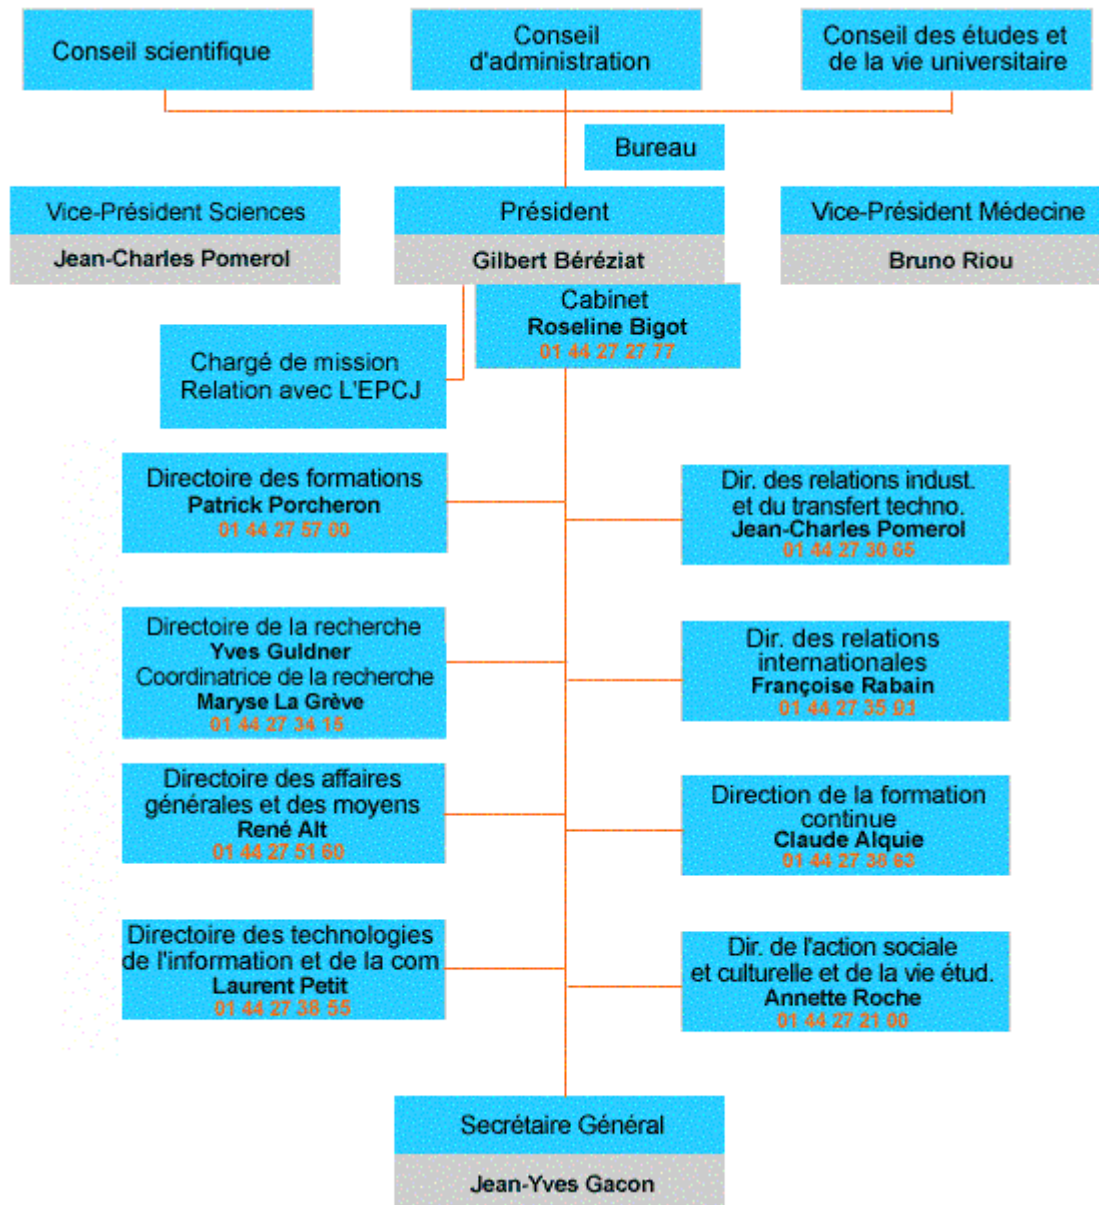 Conseil scientifique
Conseil
d'administration
Conseil des études et
de la vie universitaire
Bureau
Vice-Président Sciences
Jean-Charles Pomerol
Président
Gilbert Béréziat
Vice-Président Médecine
Bruno Riou
Cabinet
Roseline Bigot
01 44 27 27 77
Chargé de mission
Relation avec L'EPCJ
Directoire des formations
Patrick Porcheron
01 44 27 57 00
Dir. des relations indust.
et du transfert techno.
Jean-Charles Pomerol
01 44 27 30 65
Directoire de la recherche
Yves Guldner
Coordinatrice de la recherche
Maryse La Grève
01 44 27 34 15
Dir. des relations
internationales
Françoise Rabain
01 44 27 35 01
Directoire des affaires
générales et des moyens
René Alt
01 44 27 51 60
Direction de la formation
continue
Claude Alquie
01 44 27
Directoire des technologies
de l'information et de la com
Laurent Petit
01 44 27 38 55
Dir. de l'action sociale
et culturelle et de la vie étud.
Annette Roche
01 44 27 21 00
Secrétaire Général
Jean-Yves Gacon